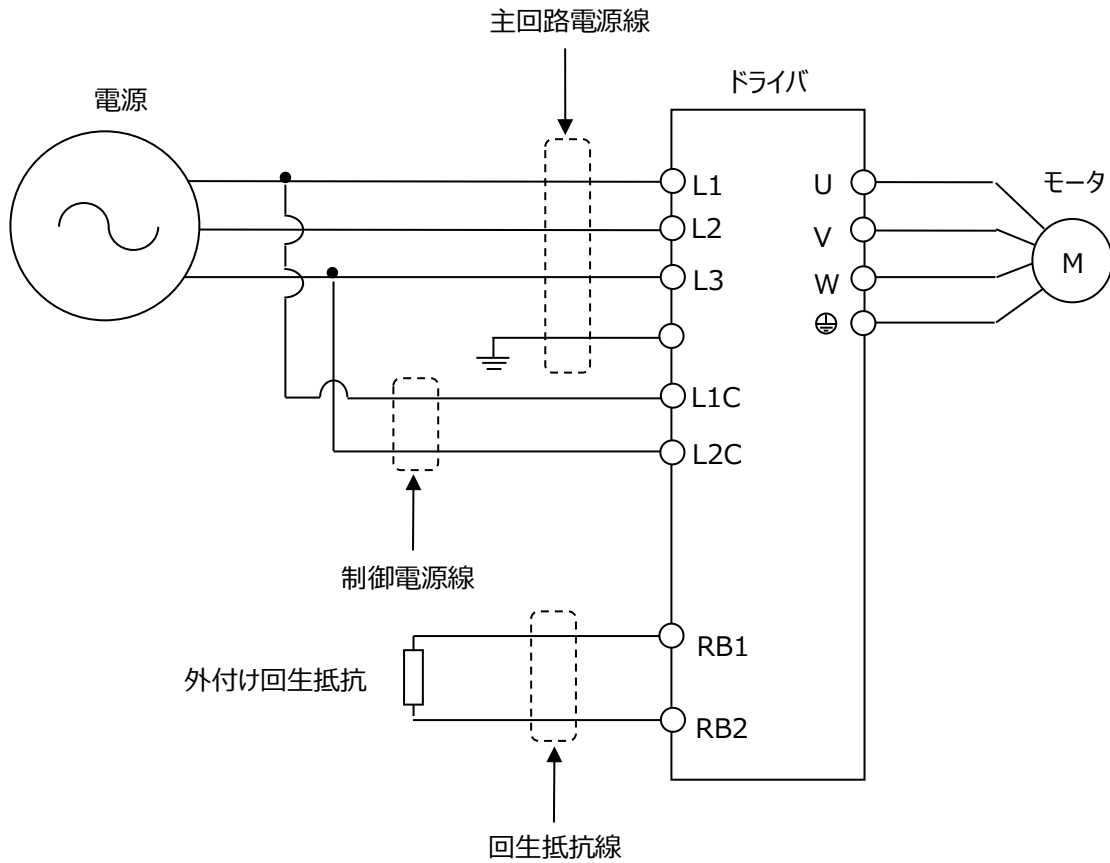 主回路電源線
ドライバ
電源
L1
U
モータ
L2
V
M
L3
W
L1C
L2C
制御電源線
RB1
外付け回生抵抗
RB2
回生抵抗線